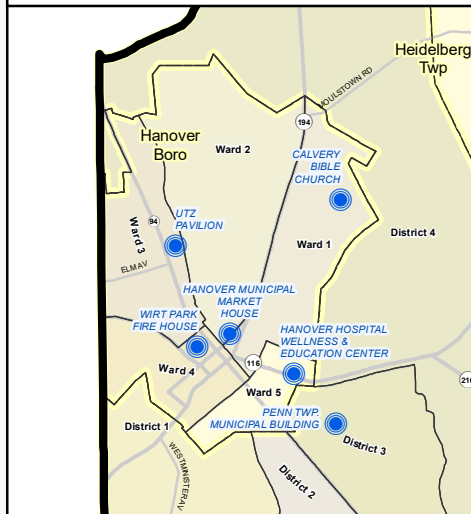 Heidelberg
Twp
MOULSTOWN RD
194
Hanover
Boro
Ward 2
CALVERY
BIBLE
CHURCH
UTZ
PAVILION
94
Ward 3
Ward 1
District 4
ELM AV
HANOVER MUNICIPAL
MARKET
HOUSE
WIRT PARK
FIRE HOUSE
HANOVER HOSPITAL
WELLNESS &
EDUCATION CENTER
116
Ward 4
216
Ward 5
PENN TWP.
MUNICIPAL BUILDING
District 1
District 3
WESTMINISTER AV
District 2